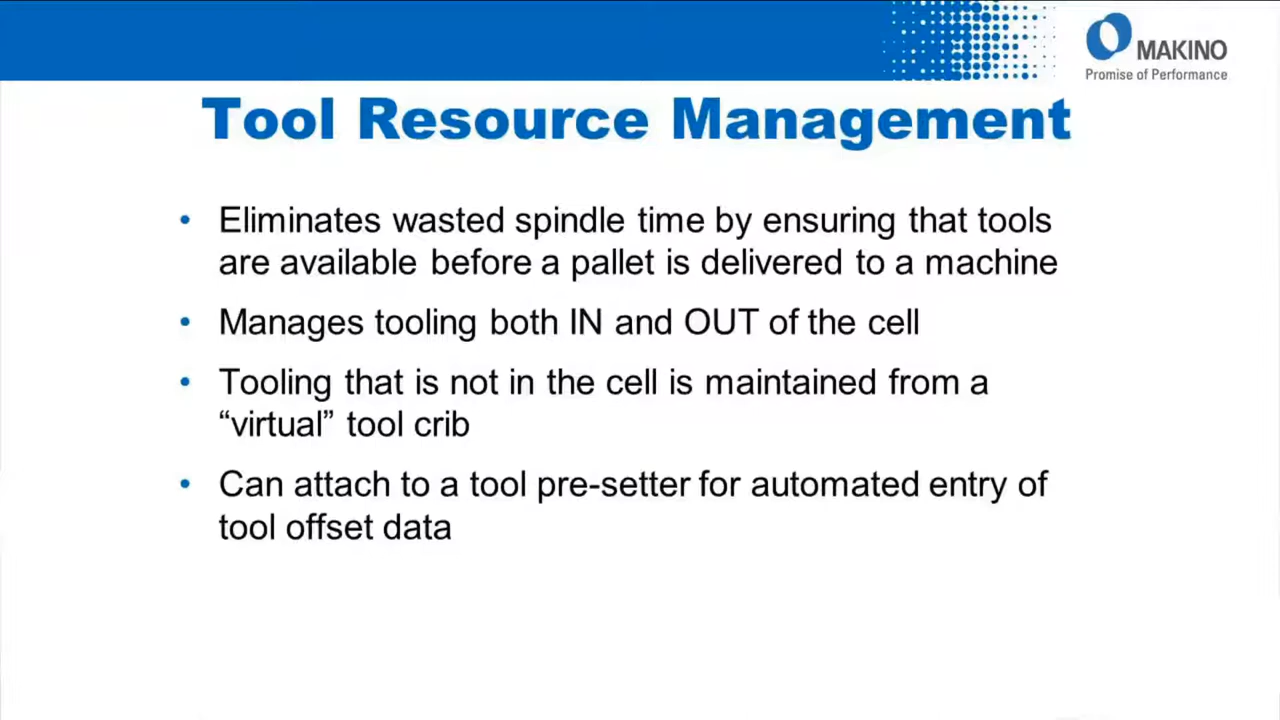 MAKINO
Promise of Performance
Tool Resource Management
• Eliminates wasted spindle time by ensuring that tools
are available before a pallet is delivered to a machine
• Manages tooling both IN and OUT of the cell
• Tooling that is not in the cell is maintained from a
“virtual” tool crib
• Can attach to a tool pre-setter for automated entry of
tool offset data